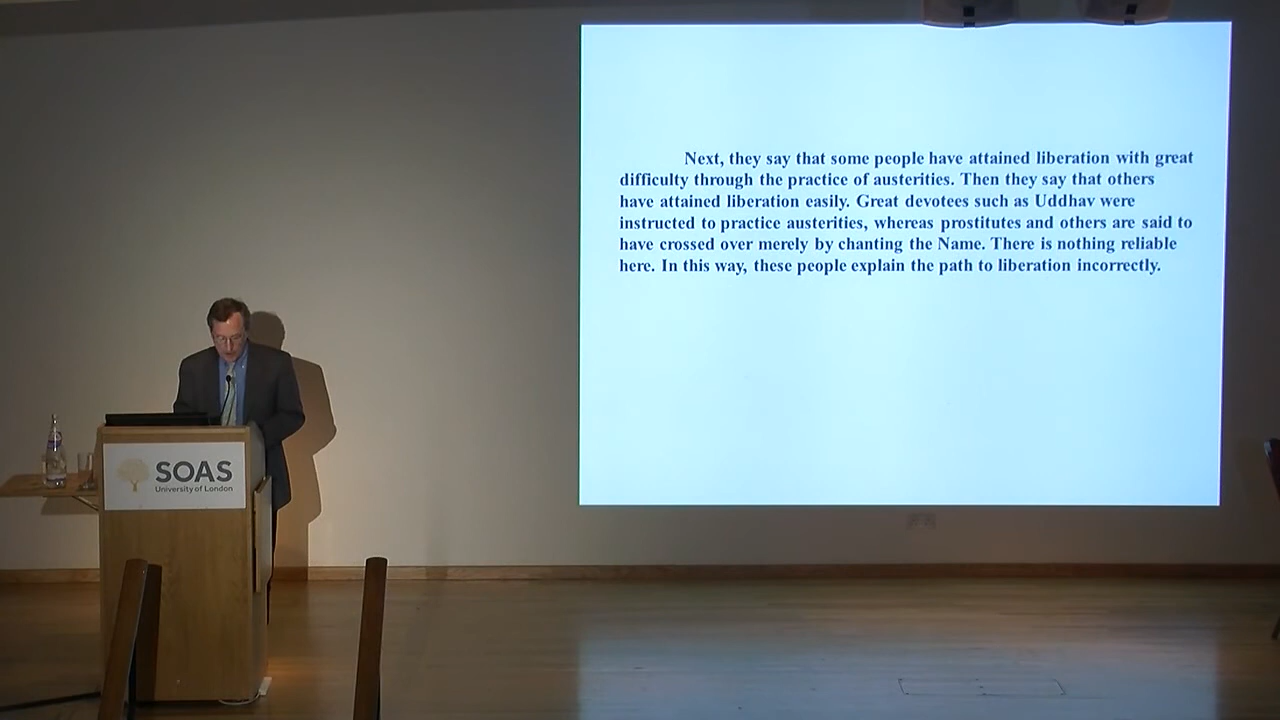 Next, they say that some people have attained liberation with great
difficulty through the practice of austerities. Then they say that others
have attained liberation easily. Great devotees such as Uddhav were
instructed to practice austerities, whereas prostitutes and others are said to
have crossed over merely by chanting the Name. There is nothing reliable
here. In this way, these people explain the path to liberation incorrectly.
SOAS
University of London